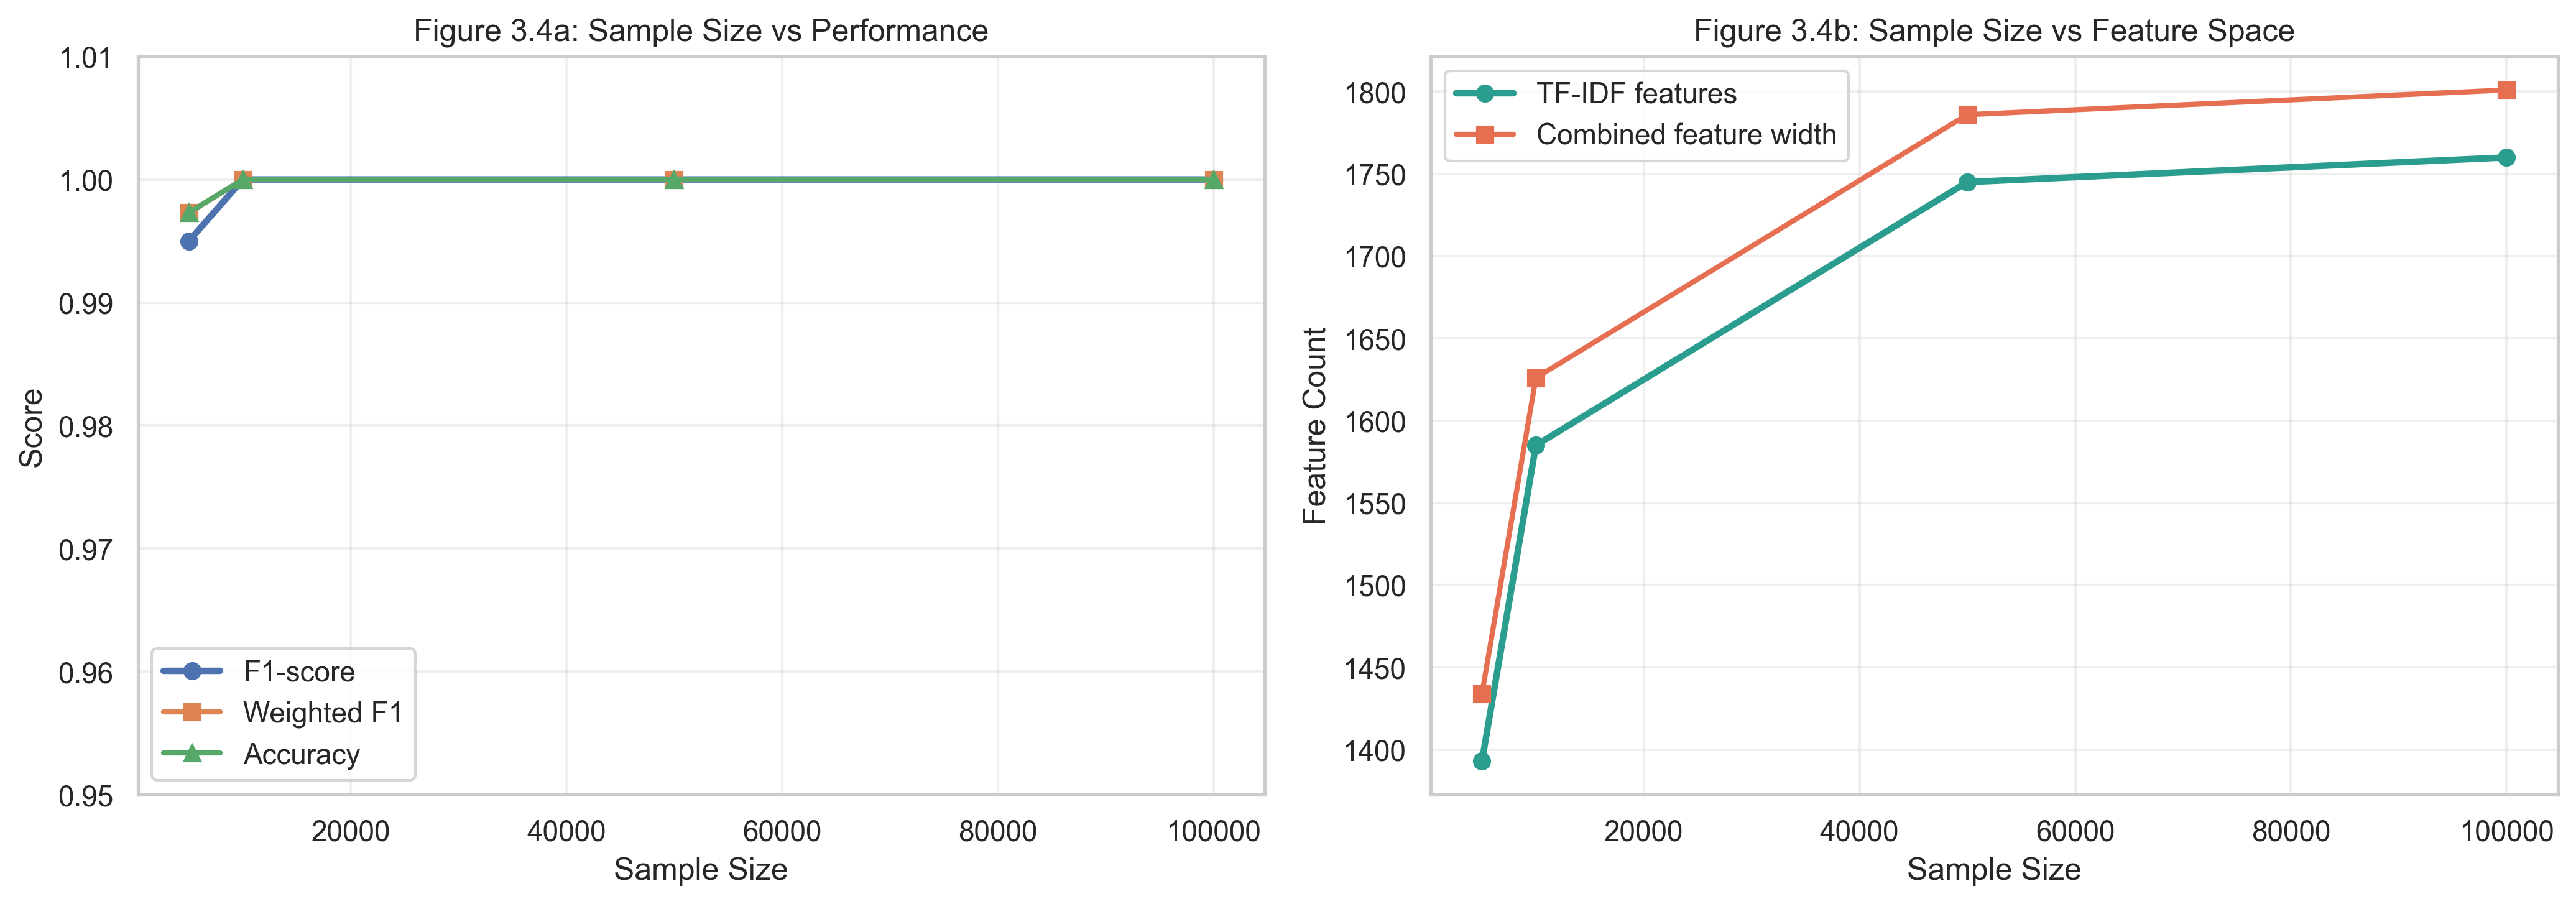 Figure 3.4a: Sample Size vs Performance
1.01
1.00
0.99
0.98
0.97
0.96
0.95
Score
F1-score
Weighted F1
Accuracy
20000 40000 60000 80000 100000
Sample Size
Figure 3.4b: Sample Size vs Feature Space
1800
1750
1700
1650
1600
1550
1500
1450
1400
Feature Count
TF-IDF features
Combined feature width
20000 40000 60000 80000 100000
Sample Size